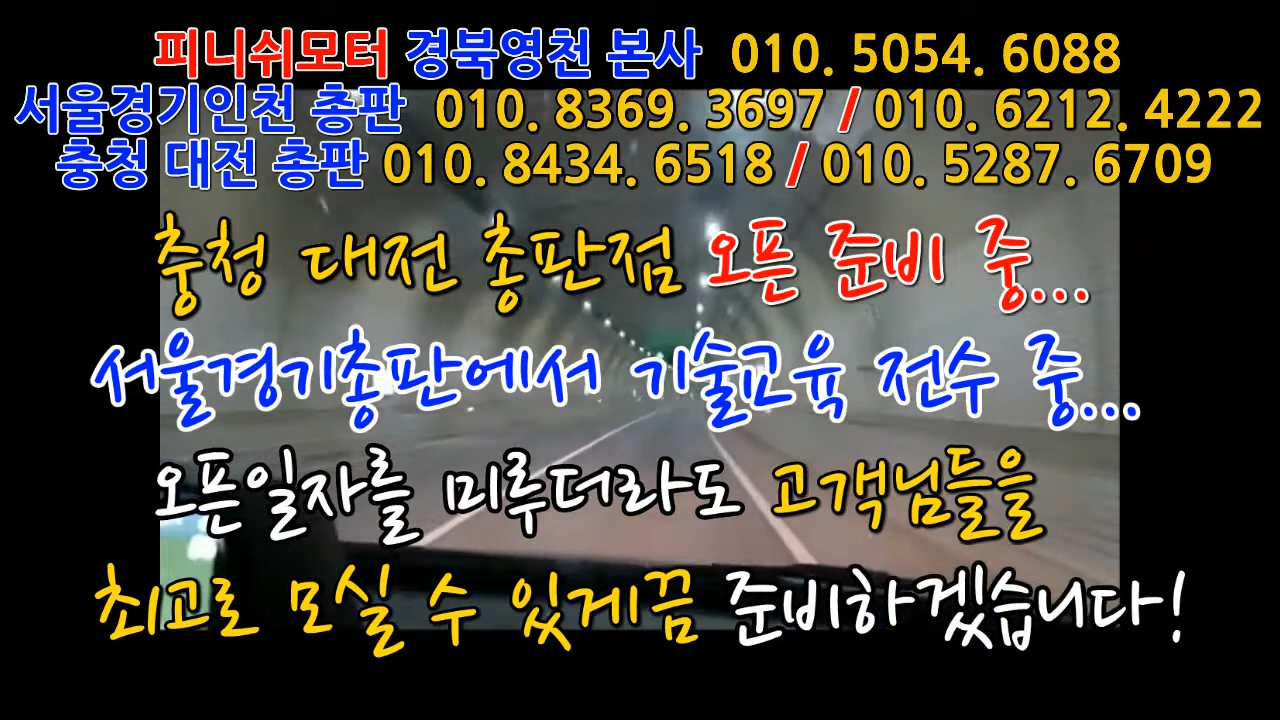 피니쉬모터 경북영천 본사 010. 5054. 6088
서울경기인천 총판 010. 8369. 3697 / 010. 6212. 4222
충청 대전 총판 010. 8434. 6518 / 010. 5287. 6709
충청 대전 총판점 오픈 준비 중...
서울경기총판에서 기술교육 전수 중...
오픈일자를 미루더라도 고객님들을
최고로 모실 수 있게끔 준비하겠습니다!